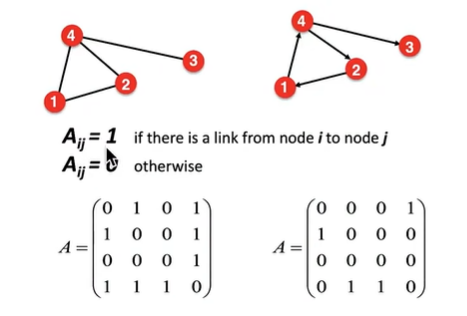 4
3
2
1
4
3
2
1
Aij = 1 if there is a link from node i to node j
Aij = 0 otherwise
A = ( 0 1 0 1
1 0 0 1
0 0 0 1
1 1 1 0 )
A = ( 0 0 0 1
1 0 0 0
0 0 0 0
0 1 1 0 )